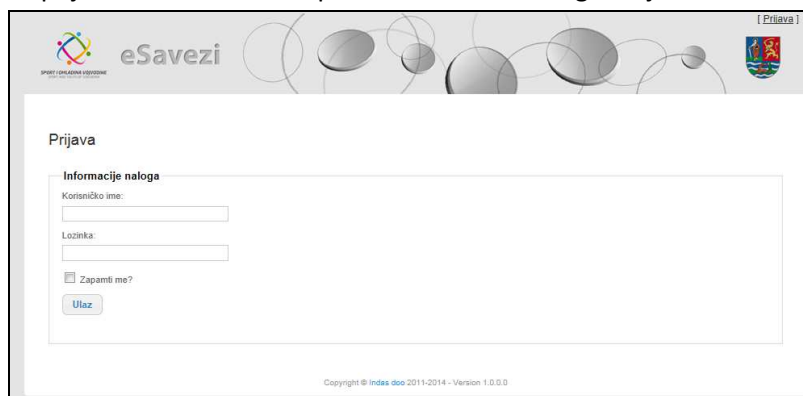 [ Prijava ]
eSavezi
SPORT I OMLADINA VOJVODINE
Prijava
Informacije naloga
Korisničko ime:
Lozinka:
Zapamti me?
Ulaz
Copyright © Indas doo 2011-2014 - Version 1.0.0.0